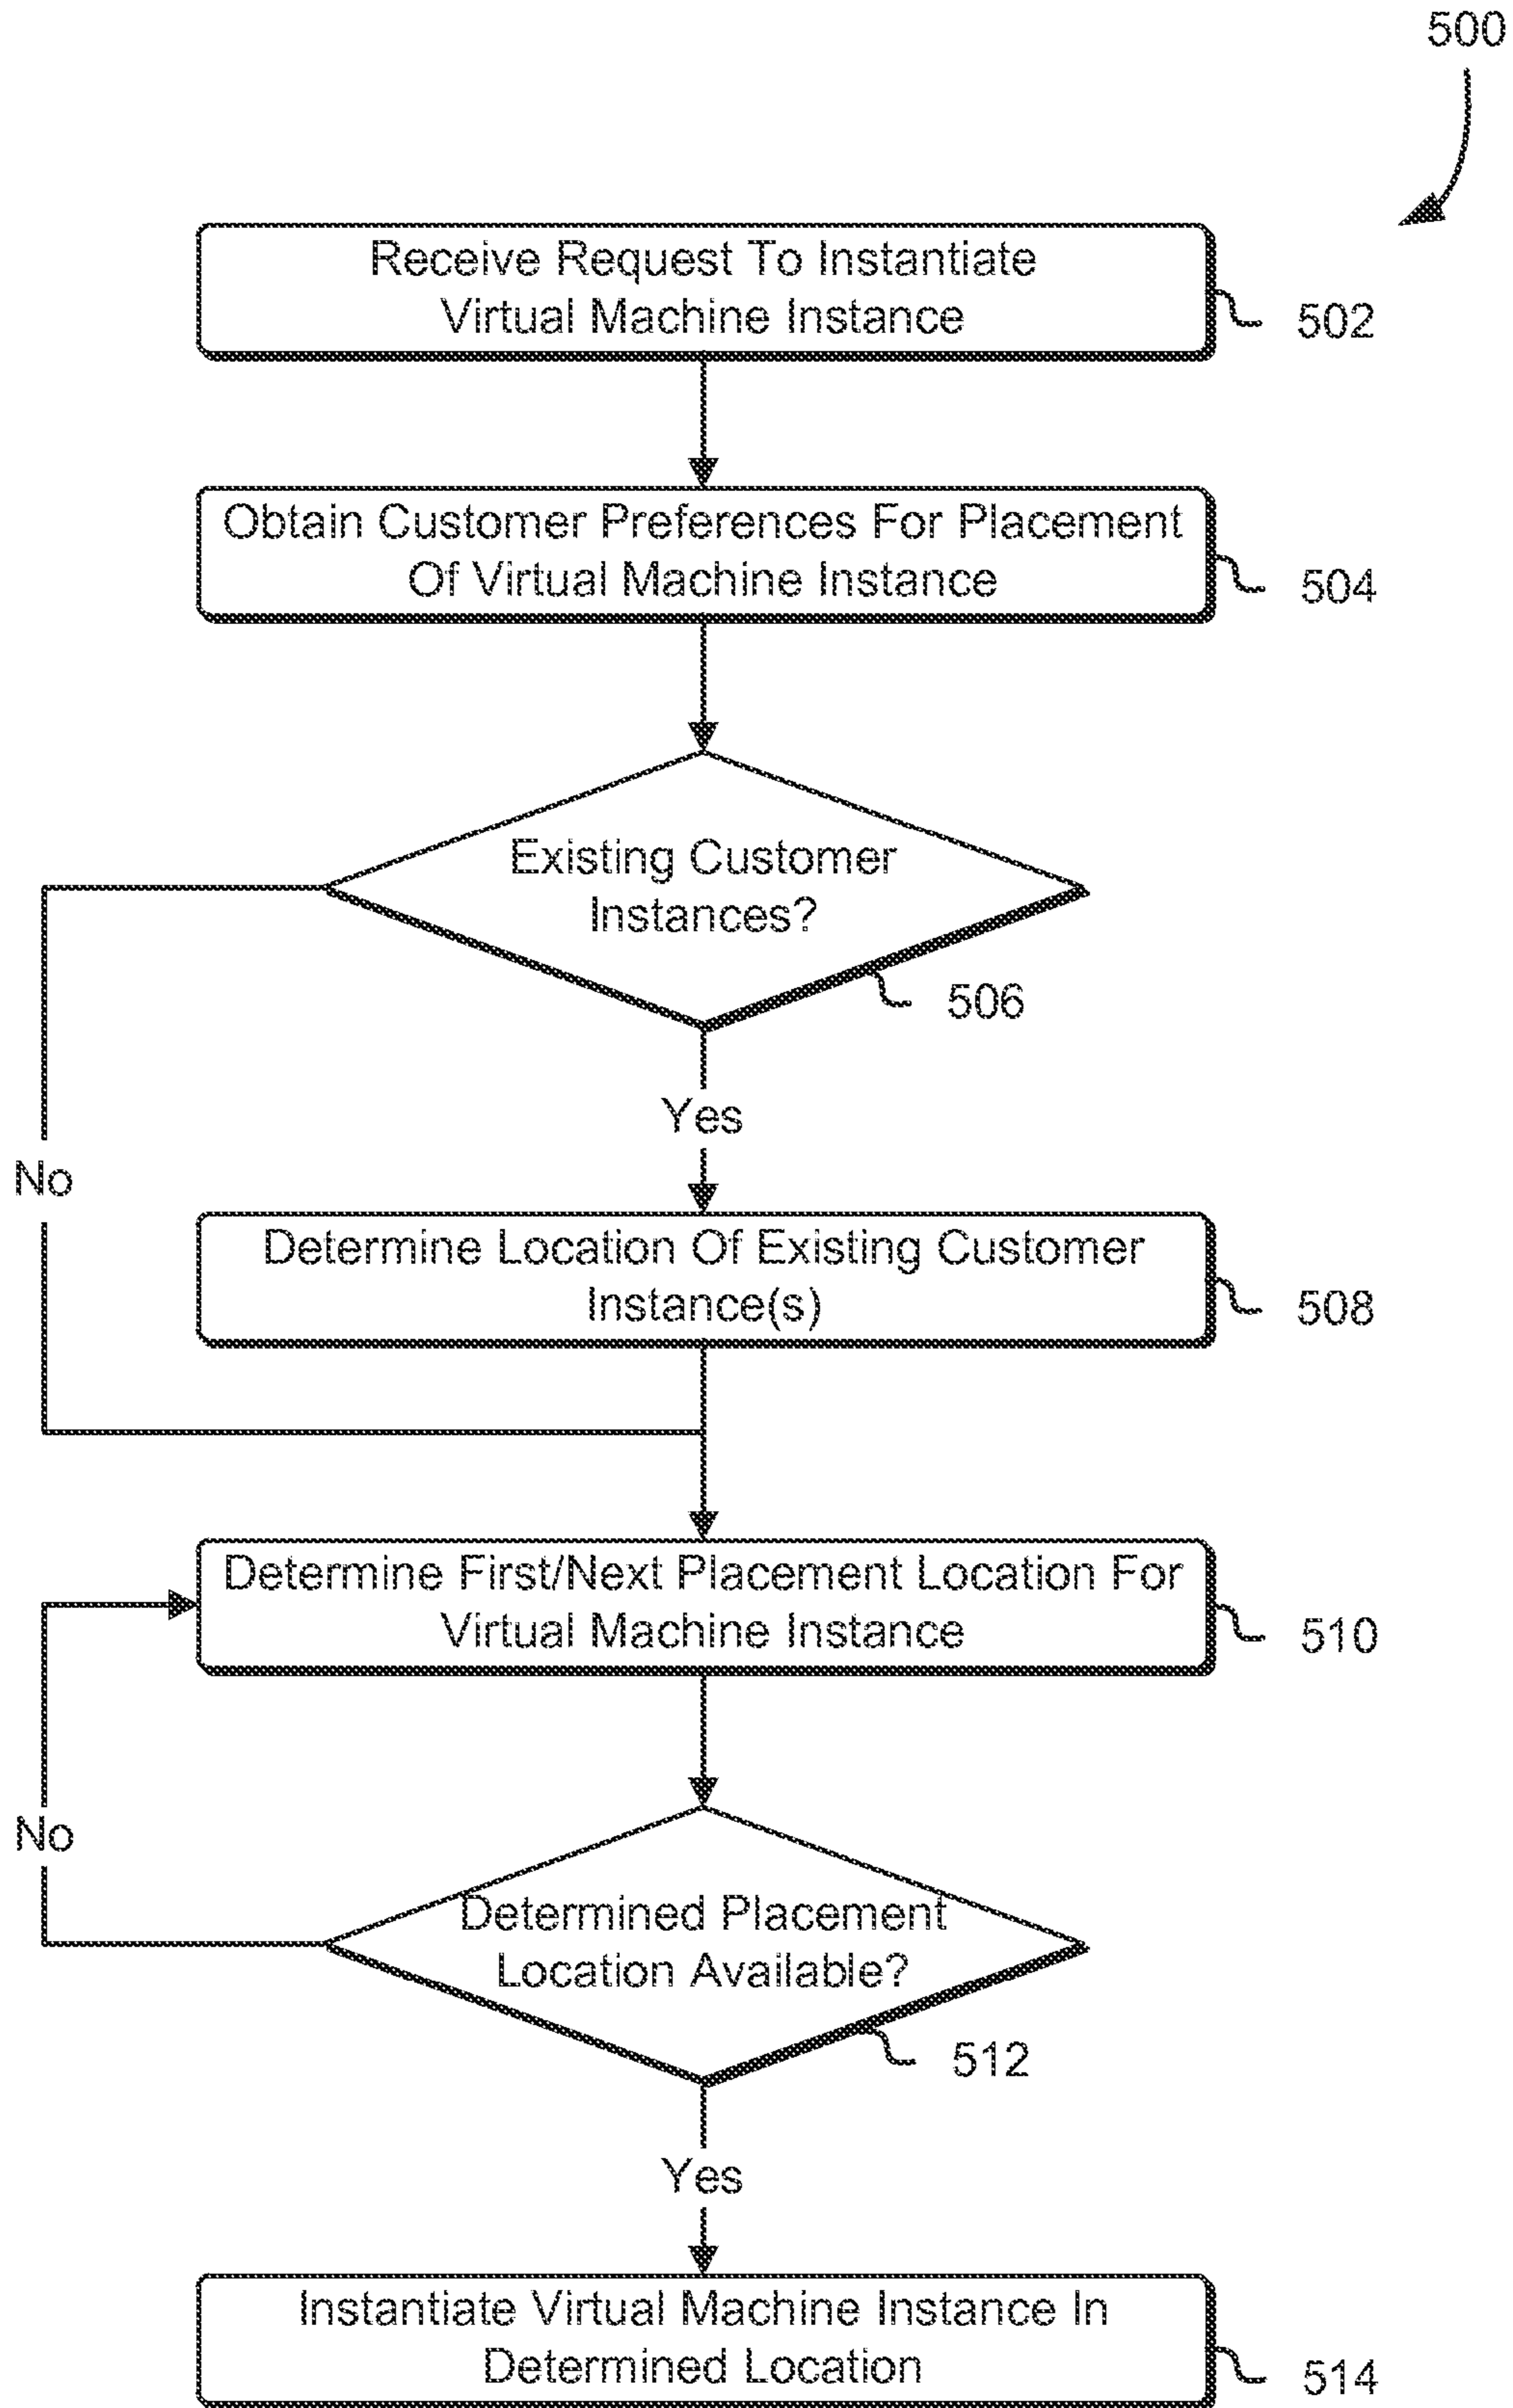 500
Receive Request To Instantiate
Virtual Machine Instance
502
Obtain Customer Preferences For Placement
Of Virtual Machine Instance
504
Existing Customer
Instances?
506
Yes
No
Determine Location Of Existing Customer
Instance(s)
508
Determine First/Next Placement Location For
Virtual Machine Instance
510
No
Determined Placement
Location Available?
512
Yes
Instantiate Virtual Machine Instance In
Determined Location
514